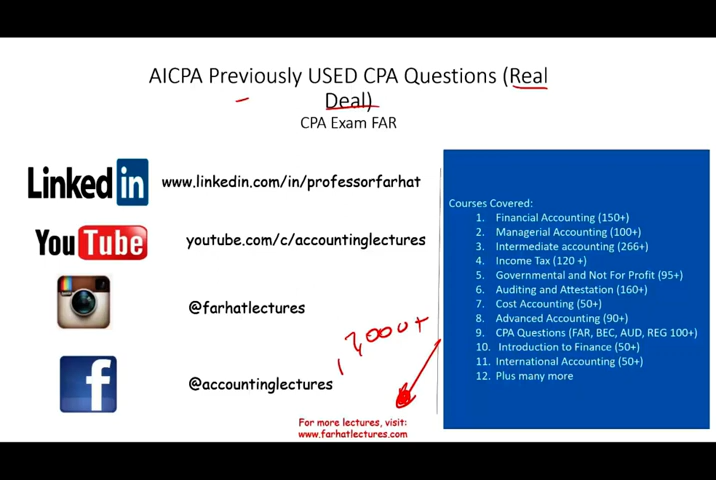 AICPA Previously USED CPA Questions (Real
Deal)
CPA Exam FAR
Linked in
www.linkedin.com/in/professorfarhat
YouTube
youtube.com/c/accountinglectures
@farhatlectures
f
@accountinglectures
For more lectures, visit:
www.farhatlectures.com
Courses Covered:
1. Financial Accounting (150+)
2. Managerial Accounting (100+)
3. Intermediate accounting (266+)
4. Income Tax (120 +)
5. Governmental and Not For Profit (95+)
6. Auditing and Attestation (160+)
7. Cost Accounting (50+)
8. Advanced Accounting (90+)
9. CPA Questions (FAR, BEC, AUD, REG 100+)
10. Introduction to Finance (50+)
11. International Accounting (50+)
12. Plus many more